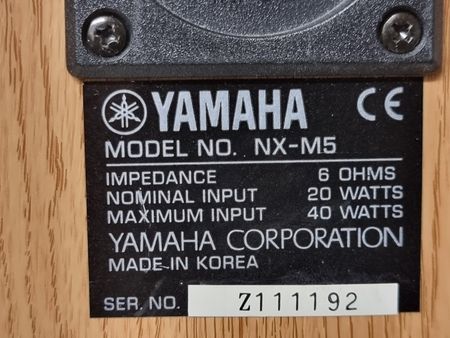 YAMAHA CE
MODEL NO. NX-M5
IMPEDANCE 6 OHMS
NOMINAL INPUT 20 WATTS
MAXIMUM INPUT 40 WATTS
YAMAHA CORPORATION
MADE IN KOREA
SER. NO. Z111192